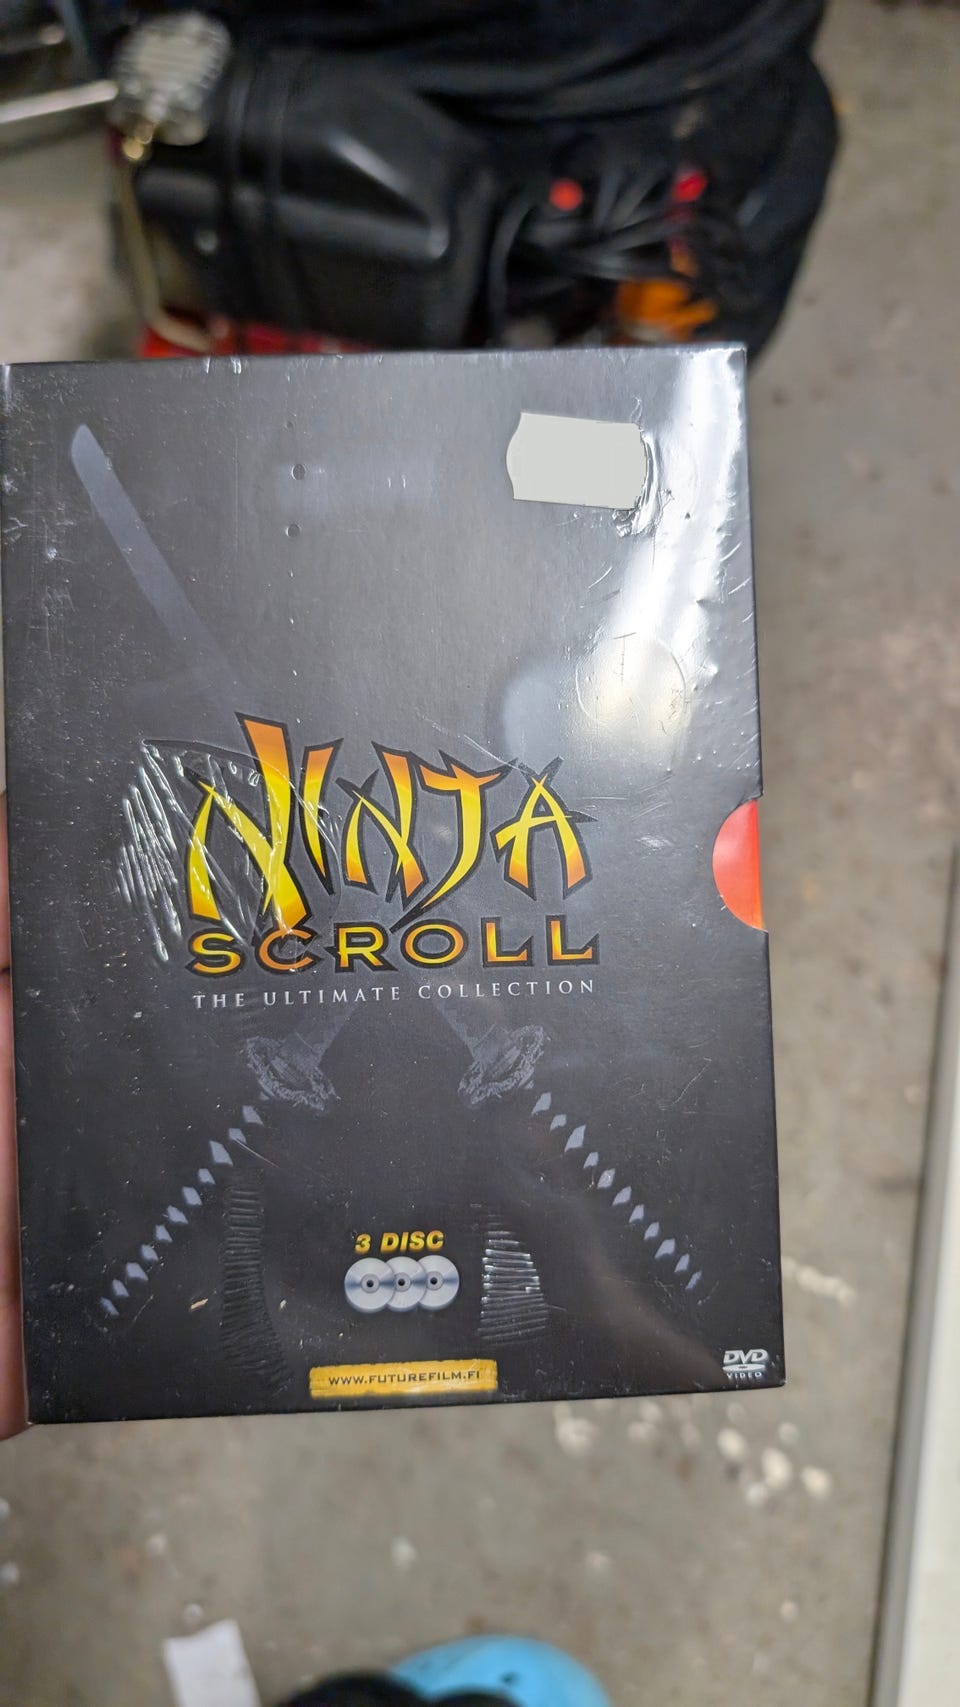 NINJA
SCROLL
THE ULTIMATE COLLECTION
3 DISC
WWW.FUTUREFILM.FI
DVD
VIDEO